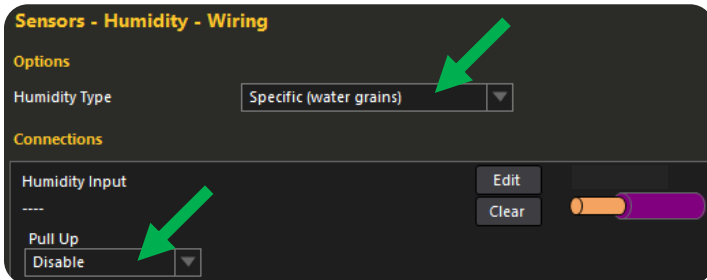 Sensors - Humidity - Wiring
Options
Humidity Type Specific (water grains)
Connections
Humidity Input Edit
---- Clear
Pull Up
Disable